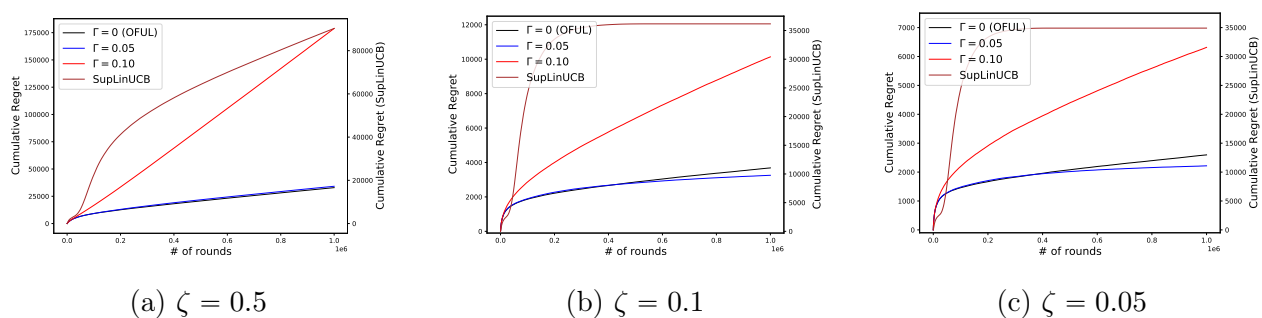 Γ = 0 (OFUL)
Γ = 0.05
Γ = 0.10
SupLinUCB
Cumulative Regret
175000
150000
125000
100000
75000
50000
25000
0
80000
60000
40000
20000
0
Cumulative Regret (SupLinUCB)
0.0 0.2 0.4 0.6 0.8 1.0
1e6
# of rounds
(a) ζ = 0.5
Γ = 0 (OFUL)
Γ = 0.05
Γ = 0.10
SupLinUCB
Cumulative Regret
12000
10000
8000
6000
4000
2000
0
35000
30000
25000
20000
15000
10000
5000
0
Cumulative Regret (SupLinUCB)
0.0 0.2 0.4 0.6 0.8 1.0
1e6
# of rounds
(b) ζ = 0.1
Γ = 0 (OFUL)
Γ = 0.05
Γ = 0.10
SupLinUCB
Cumulative Regret
7000
6000
5000
4000
3000
2000
1000
0
35000
30000
25000
20000
15000
10000
5000
0
Cumulative Regret (SupLinUCB)
0.0 0.2 0.4 0.6 0.8 1.0
1e6
# of rounds
(c) ζ = 0.05